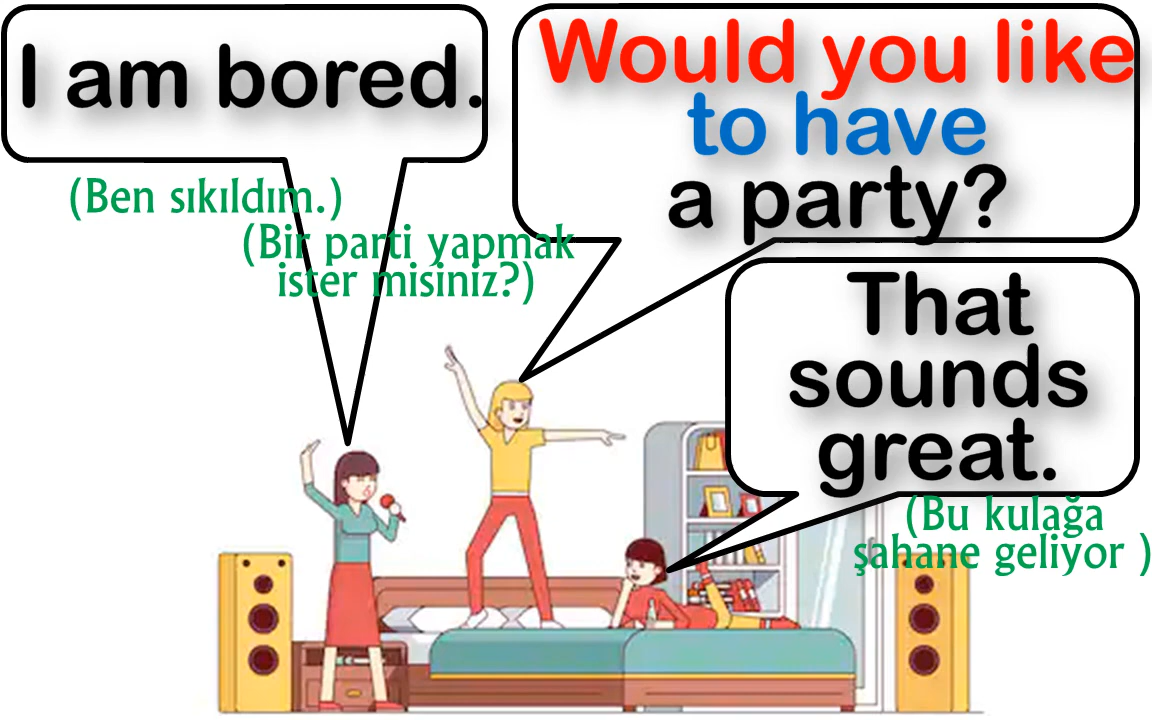 I am bored.
(Ben sıkıldım.)
Would you like
to have
a party?
(Bir parti yapmak
ister misiniz?)
That
sounds
great.
(Bu kulağa
şahane geliyor )